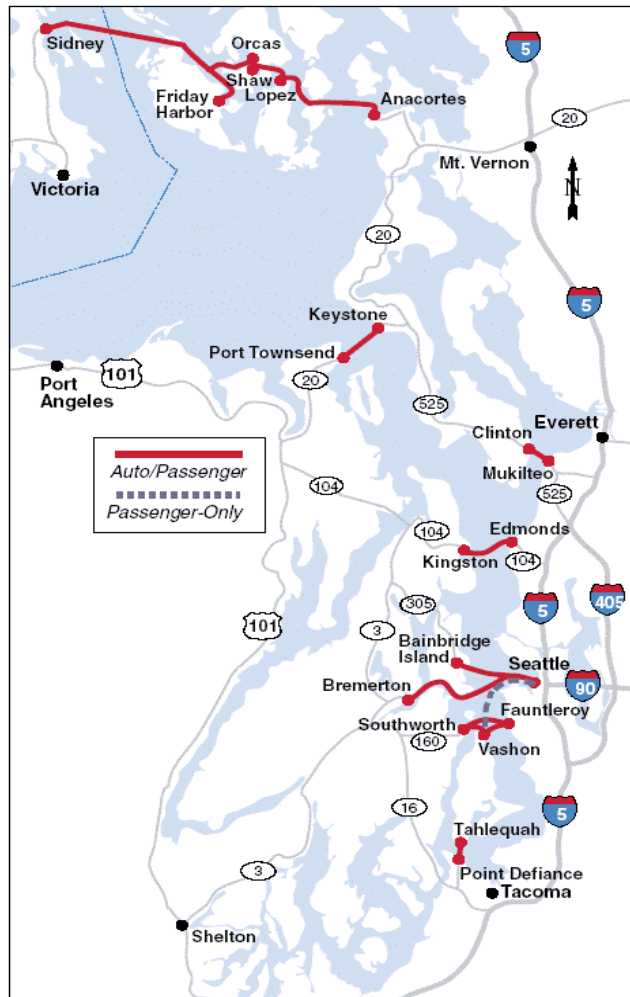 Sidney
Orcas
Shaw
Lopez
Friday
Harbor
Anacortes
5
20
Mt. Vernon
N
Victoria
20
5
Keystone
Port Townsend
101
Port
Angeles
20
525
Clinton
Everett
Mukilteo
525
Auto/Passenger
Passenger-Only
104
104
Edmonds
Kingston
104
5
405
305
101
3
Bainbridge
Island
Seattle
90
Bremerton
Fauntleroy
Southworth
160
Vashon
16
5
Tahlequah
Point Defiance
Tacoma
3
Shelton